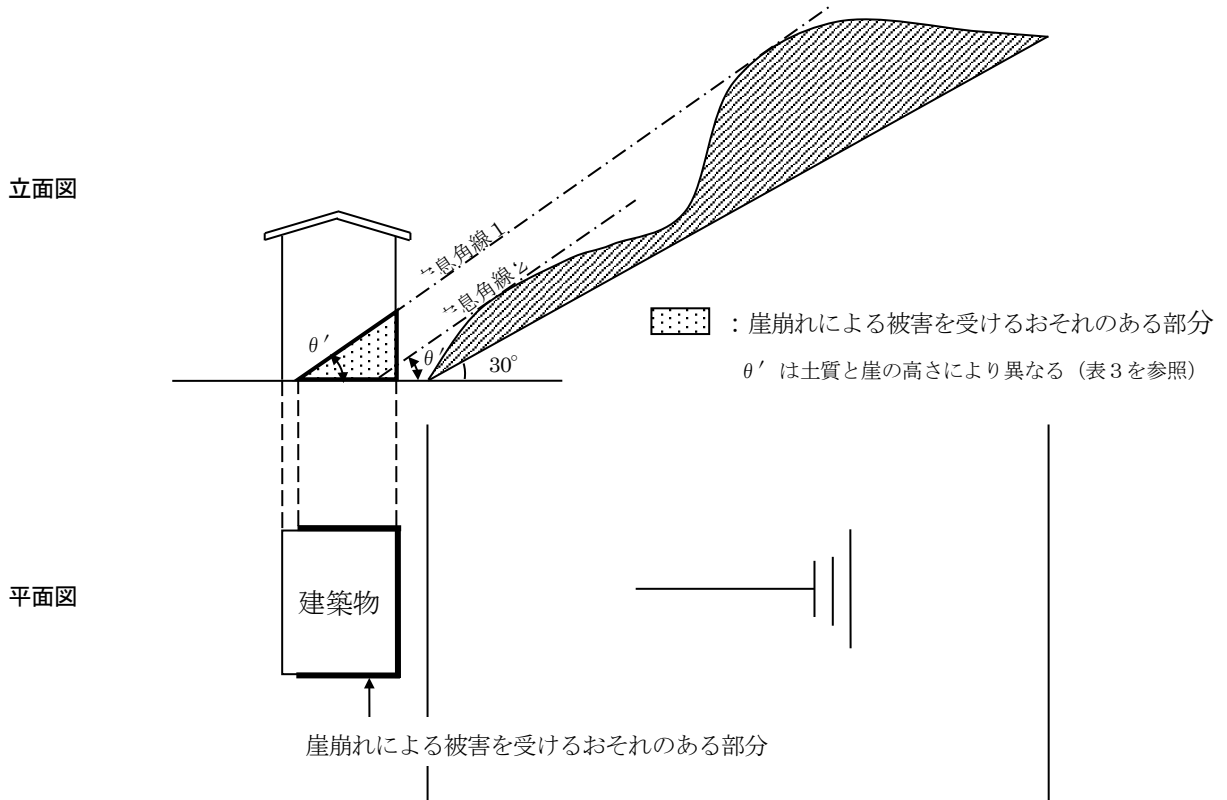 立面図
息角線1
息角線2
θ′
θ′
30°
：崖崩れによる被害を受けるおそれのある部分
θ′は土質と崖の高さにより異なる（表３を参照）
平面図
建築物
崖崩れによる被害を受けるおそれのある部分